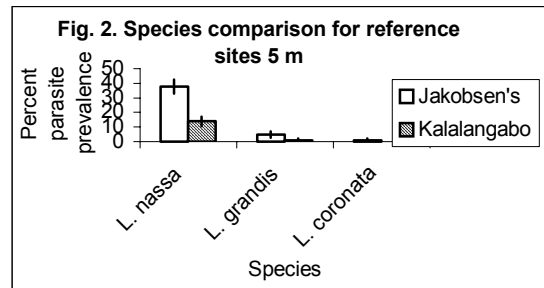 Fig. 2. Species comparison for reference
sites 5 m
Percent
parasite
prevalence
50
40
30
20
10
0
Jakobsen's
Kalalangabo
L. nassa
L. grandis
L. coronata
Species